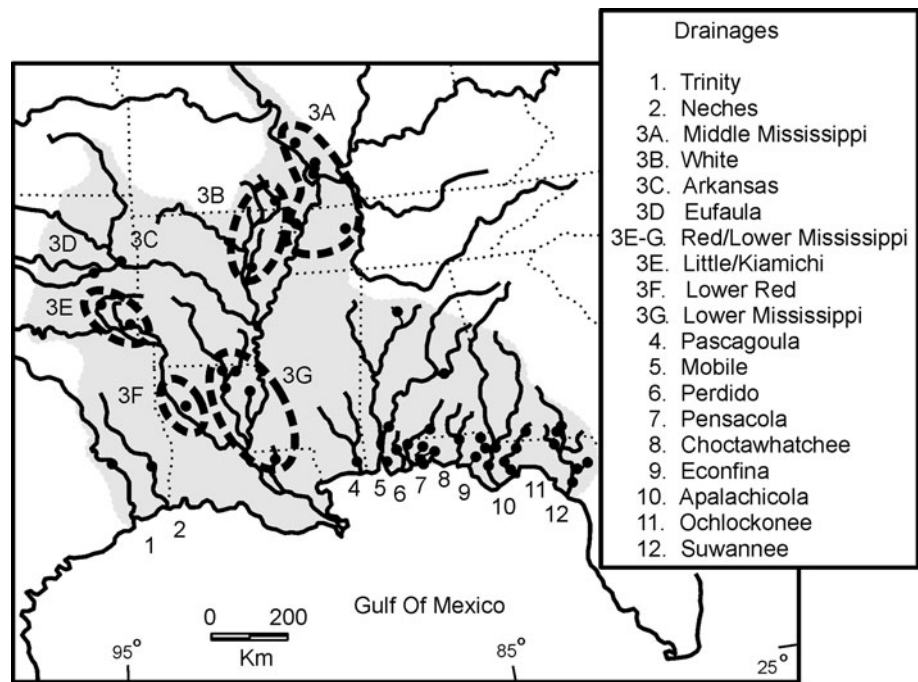 Drainages
1. Trinity
2. Neches
3A. Middle Mississippi
3B. White
3C. Arkansas
3D Eufaula
3E-G. Red/Lower Mississippi
3E. Little/Kiamichi
3F. Lower Red
3G. Lower Mississippi
4. Pascagoula
5. Mobile
6. Perdido
7. Pensacola
8. Choctawhatchee
9. Econfina
10. Apalachicola
11. Ochlockonee
12. Suwannee
3A
3B
3D
3C
3E
3F
3G
4
5
6
7
8
9
10
11
12
1
2
Gulf Of Mexico
0 200
Km
95°
85°
25°